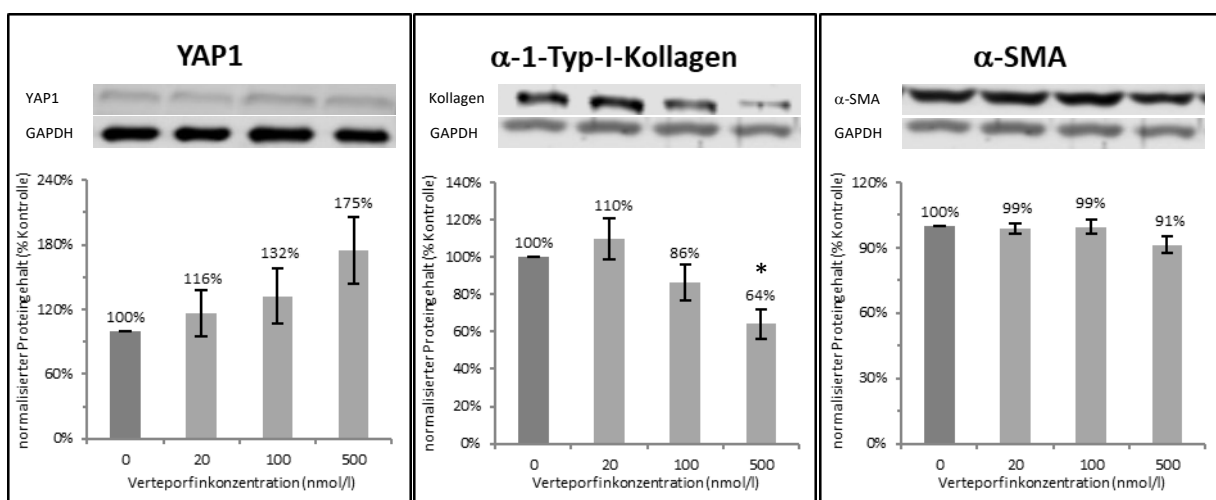 YAP1
YAP1
GAPDH
normalisierter Proteingehalt (% Kontrolle)
240%
180%
120%
60%
0%
100%
116%
132%
175%
0 20 100 500
Verteporfinkonzentration (nmol/l)
α-1-Typ-I-Kollagen
Kollagen
GAPDH
normalisierter Proteingehalt (% Kontrolle)
140%
120%
100%
80%
60%
40%
20%
0%
100%
110%
86%
*
64%
0 20 100 500
Verteporfinkonzentration (nmol/l)
α-SMA
α-SMA
GAPDH
normalisierter Proteingehalt (% Kontrolle)
120%
90%
60%
30%
0%
100%
99%
99%
91%
0 20 100 500
Verteporfinkonzentration (nmol/l)